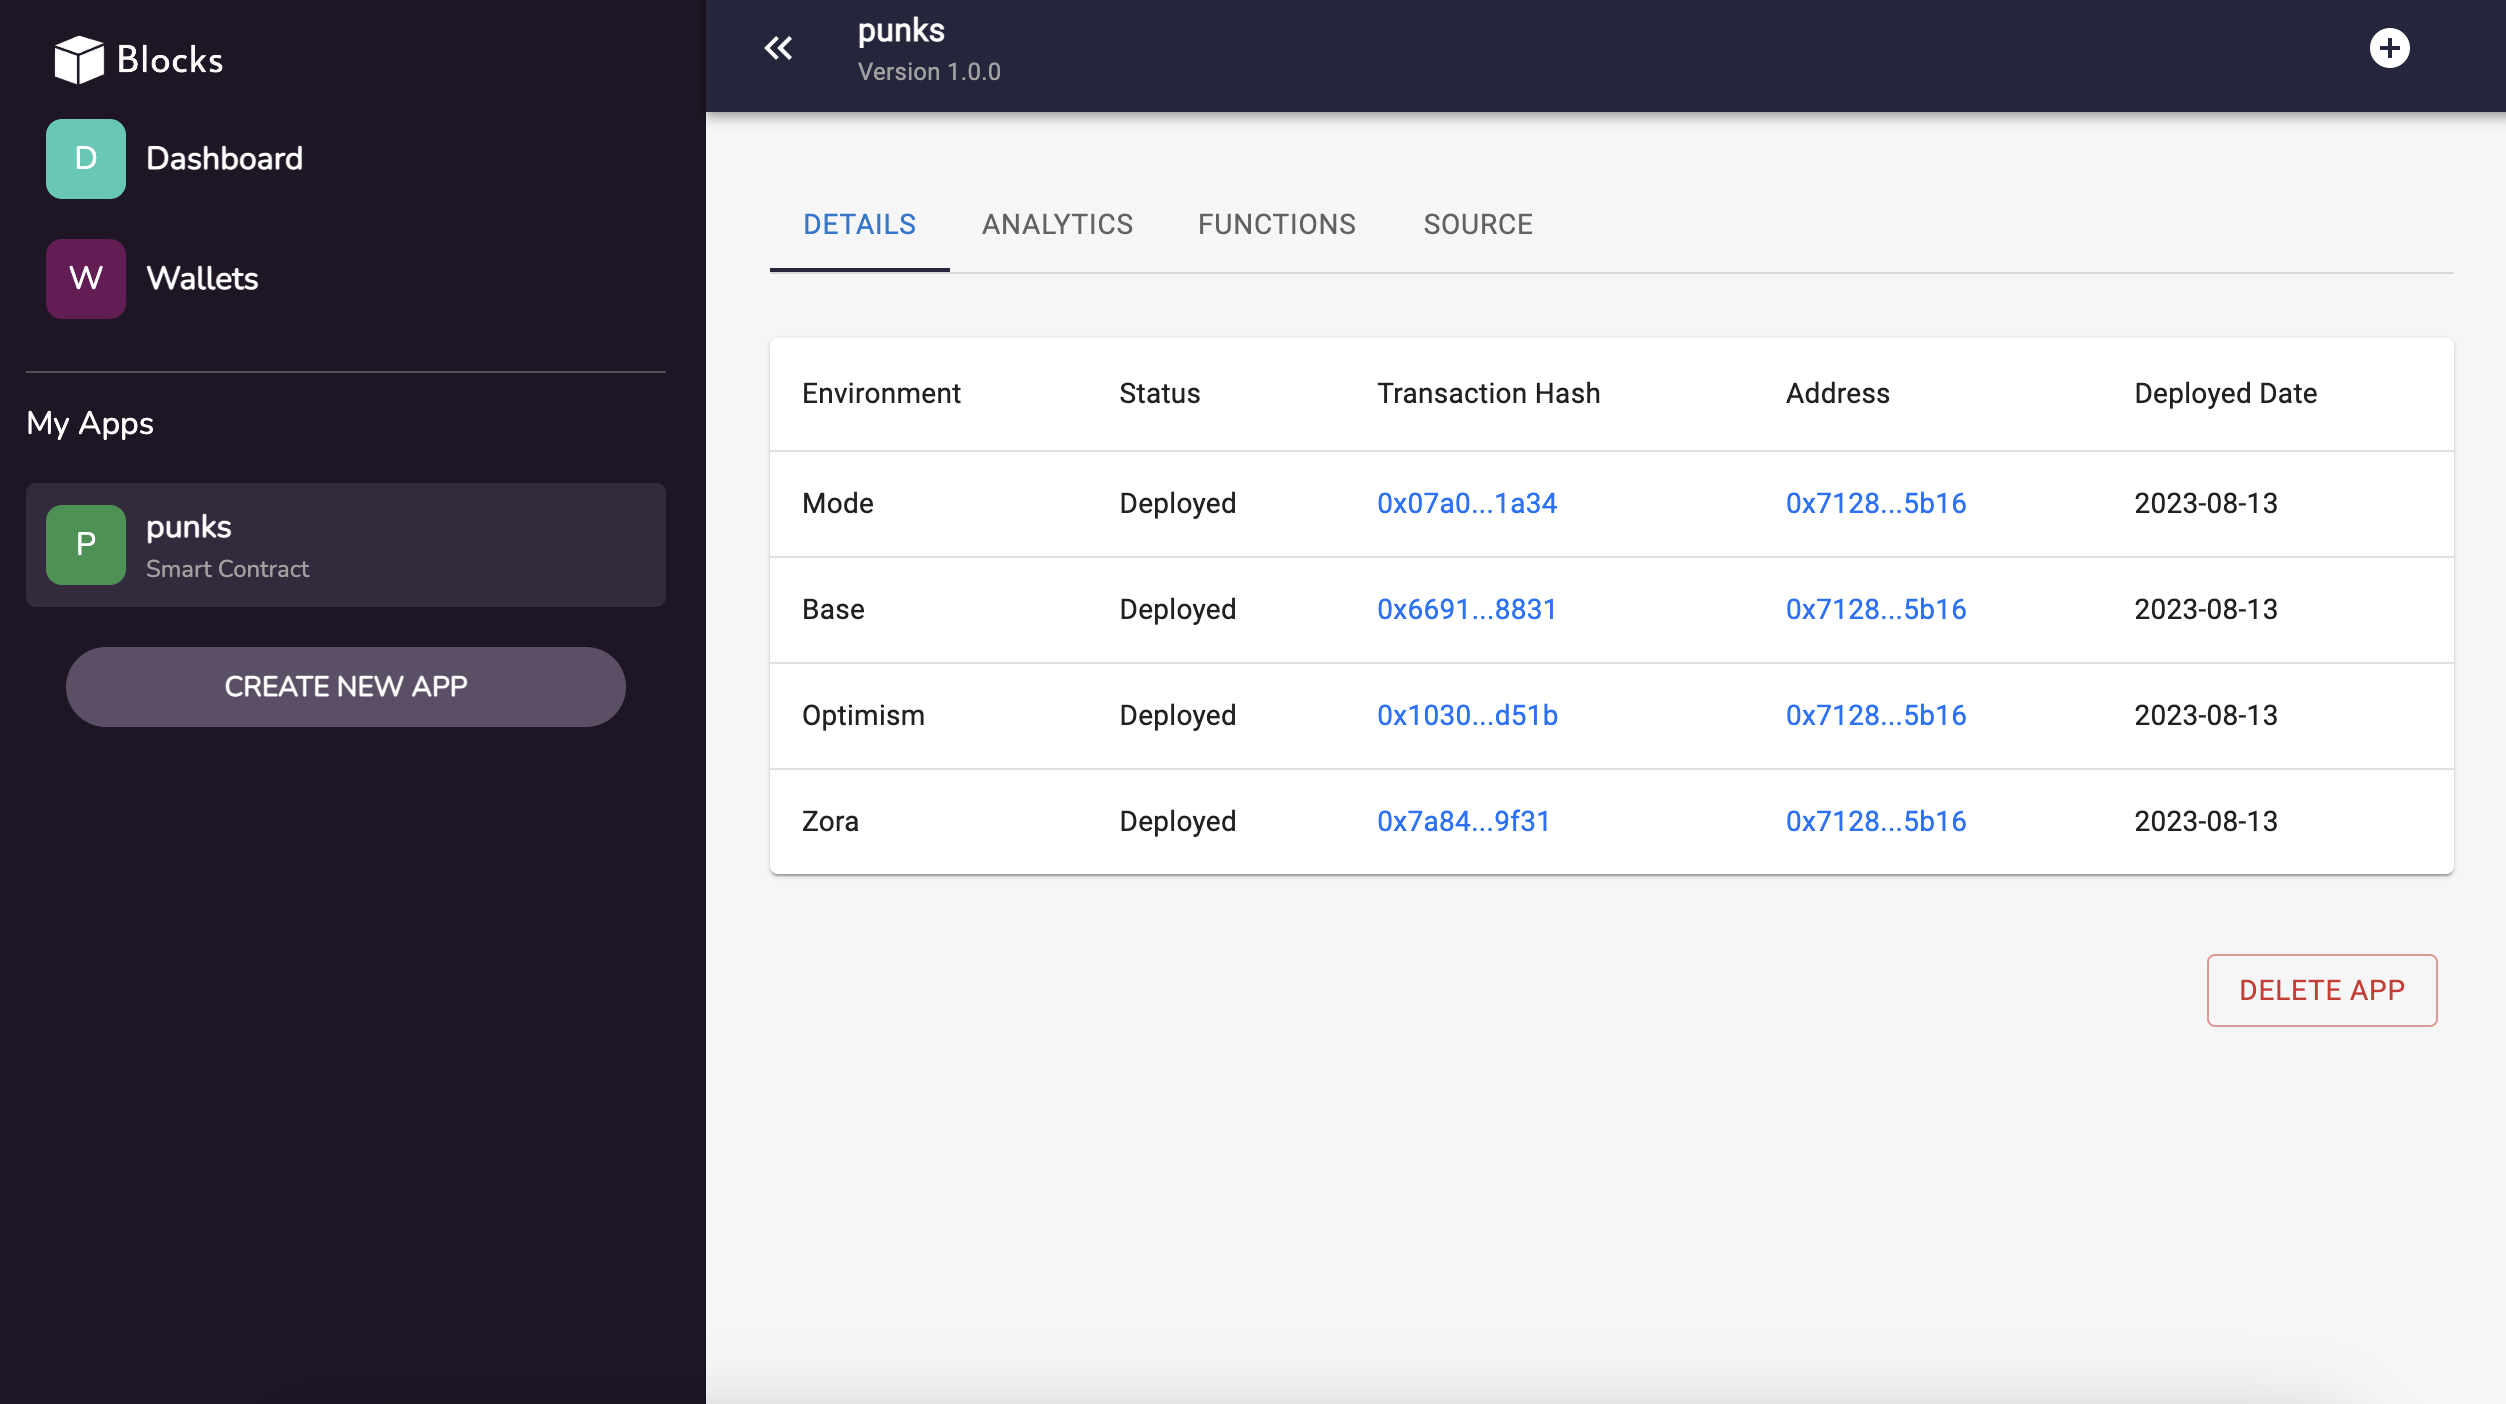 Blocks
D Dashboard
W Wallets
My Apps
P punks
Smart Contract
CREATE NEW APP
punks
Version 1.0.0
DETAILS ANALYTICS FUNCTIONS SOURCE
Environment Status Transaction Hash Address Deployed Date
Mode Deployed 0x07a0...1a34 0x7128...5b16 2023-08-13
Base Deployed 0x6691...8831 0x7128...5b16 2023-08-13
Optimism Deployed 0x1030...d51b 0x7128...5b16 2023-08-13
Zora Deployed 0x7a84...9f31 0x7128...5b16 2023-08-13
DELETE APP